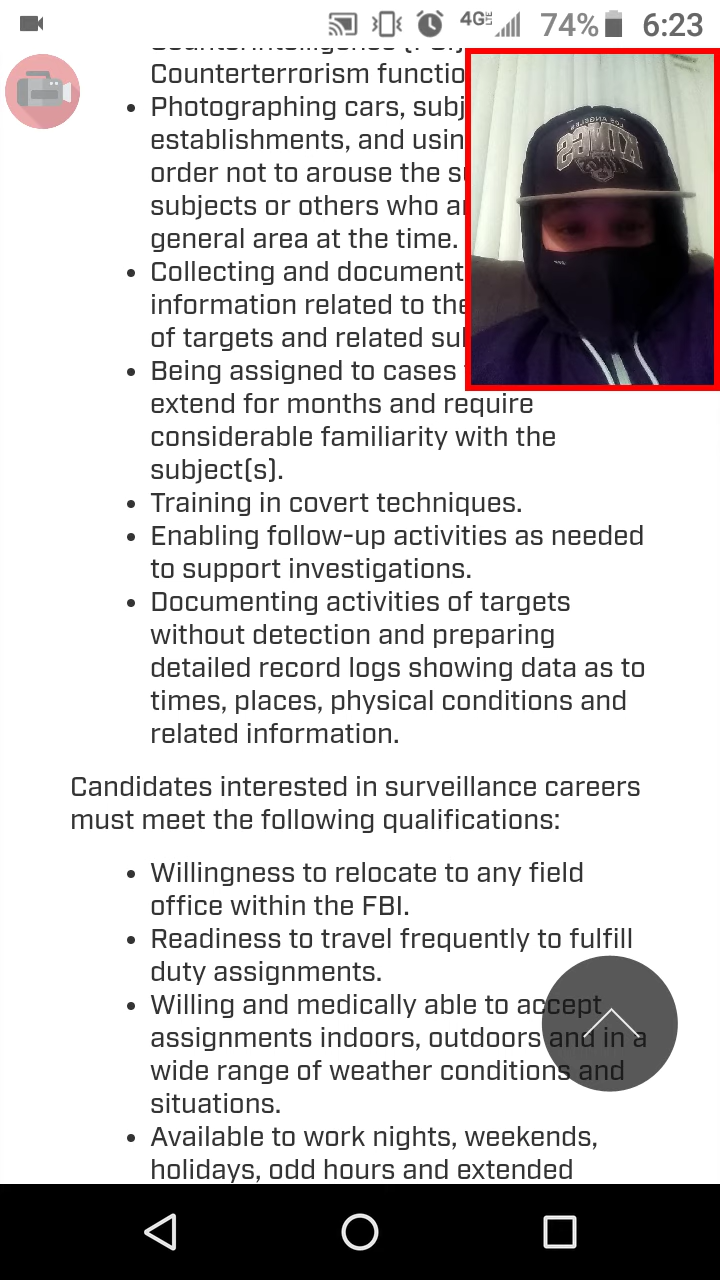 4G LTE 74% 6:23
Counterterrorism functio
Photographing cars, subj
establishments, and usin
order not to arouse the s
subjects or others who a
general area at the time.
Collecting and document
information related to the
of targets and related su
Being assigned to cases
extend for months and require
considerable familiarity with the
subject(s).
Training in covert techniques.
Enabling follow-up activities as needed
to support investigations.
Documenting activities of targets
without detection and preparing
detailed record logs showing data as to
times, places, physical conditions and
related information.
Candidates interested in surveillance careers
must meet the following qualifications:
Willingness to relocate to any field
office within the FBI.
Readiness to travel frequently to fulfill
duty assignments.
Willing and medically able to accept
assignments indoors, outdoors and in a
wide range of weather conditions and
situations.
Available to work nights, weekends,
holidays, odd hours and extended
LOS ANGELES
KINGS